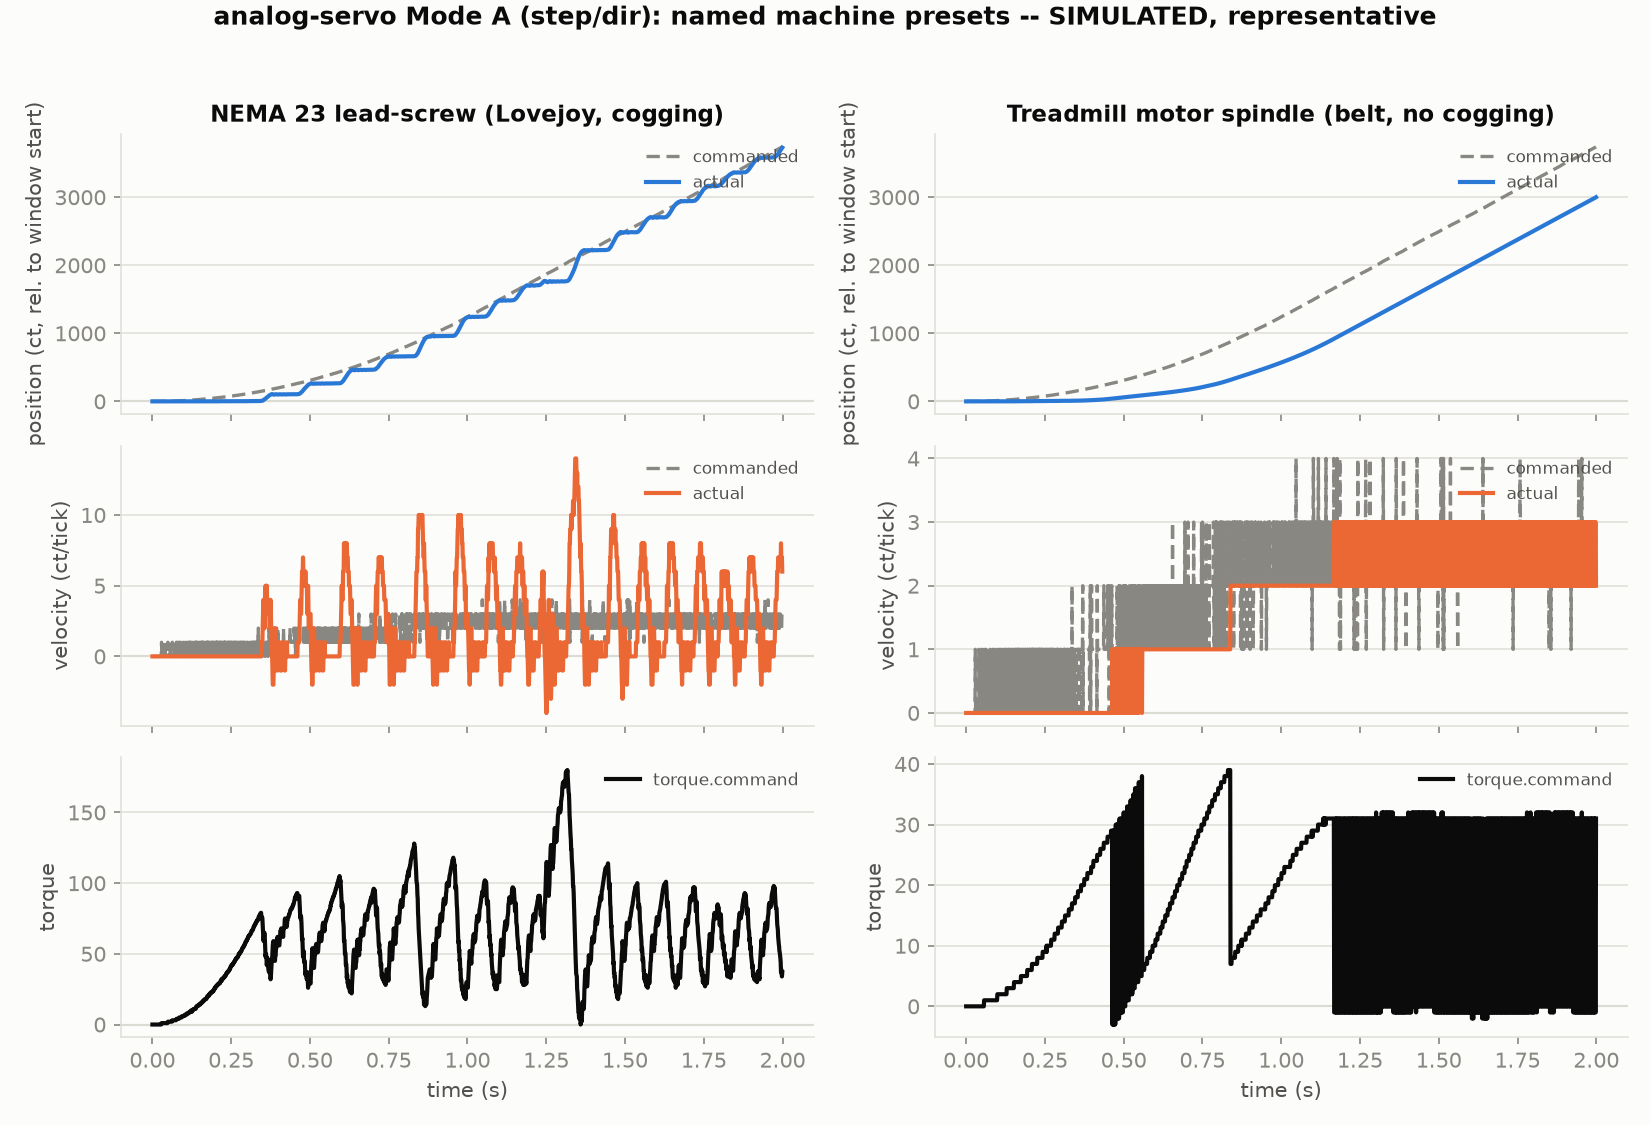 analog-servo Mode A (step/dir): named machine presets -- SIMULATED, representative
NEMA 23 lead-screw (Lovejoy, cogging)
position (ct, rel. to window start)
3000
2000
1000
0
commanded
actual
Treadmill motor spindle (belt, no cogging)
position (ct, rel. to window start)
3000
2000
1000
0
commanded
actual
velocity (ct/tick)
10
5
0
commanded
actual
velocity (ct/tick)
4
3
2
1
0
commanded
actual
torque
150
100
50
0
torque.command
0.00 0.25 0.50 0.75 1.00 1.25 1.50 1.75 2.00
time (s)
torque
40
30
20
10
0
torque.command
0.00 0.25 0.50 0.75 1.00 1.25 1.50 1.75 2.00
time (s)